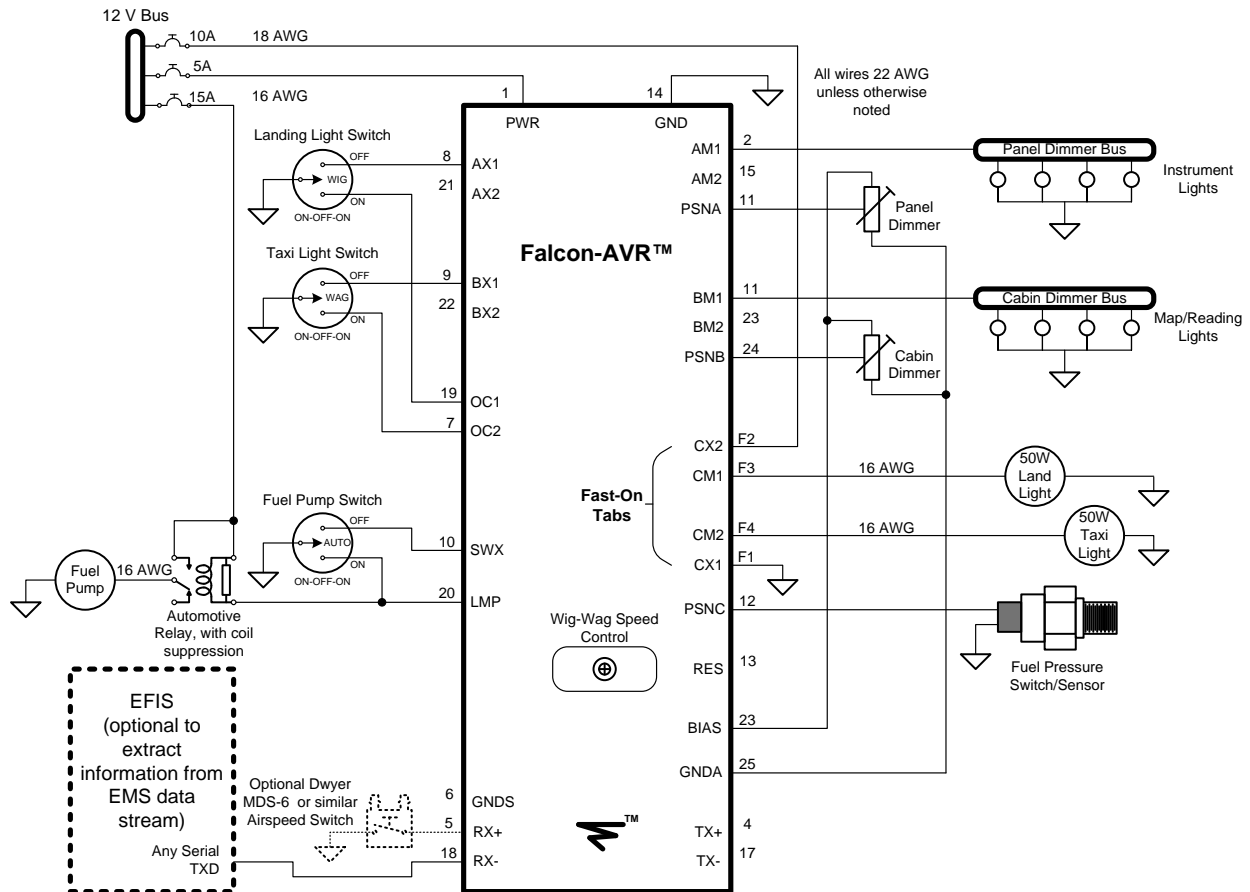 12 V Bus
10A
18 AWG
5A
15A
16 AWG
1
14
All wires 22 AWG
unless otherwise
noted
PWR
GND
Landing Light Switch
OFF
WIG
ON
ON-OFF-ON
8
AX1
21
AX2
Taxi Light Switch
OFF
WAG
ON
ON-OFF-ON
9
BX1
22
BX2
19
OC1
7
OC2
Fuel Pump Switch
OFF
AUTO
ON
ON-OFF-ON
10
SWX
20
LMP
Fuel
Pump
16 AWG
Automotive
Relay, with coil
suppression
EFIS
(optional to
extract
information from
EMS data
stream)
Any Serial
TXD
Optional Dwyer
MDS-6 or similar
Airspeed Switch
6
GNDS
5
RX+
18
RX-
Falcon-AVR™
Fast-On
Tabs
Wig-Wag Speed
Control
TM
AM1
2
AM2
15
PSNA
11
Panel
Dimmer
Panel Dimmer Bus
Instrument
Lights
BM1
11
BM2
23
PSNB
24
Cabin
Dimmer
Cabin Dimmer Bus
Map/Reading
Lights
CX2
F2
CM1
F3
16 AWG
50W
Land
Light
CM2
F4
16 AWG
50W
Taxi
Light
CX1
F1
PSNC
12
Fuel Pressure
Switch/Sensor
RES
13
BIAS
23
GNDA
25
TX+
4
TX-
17